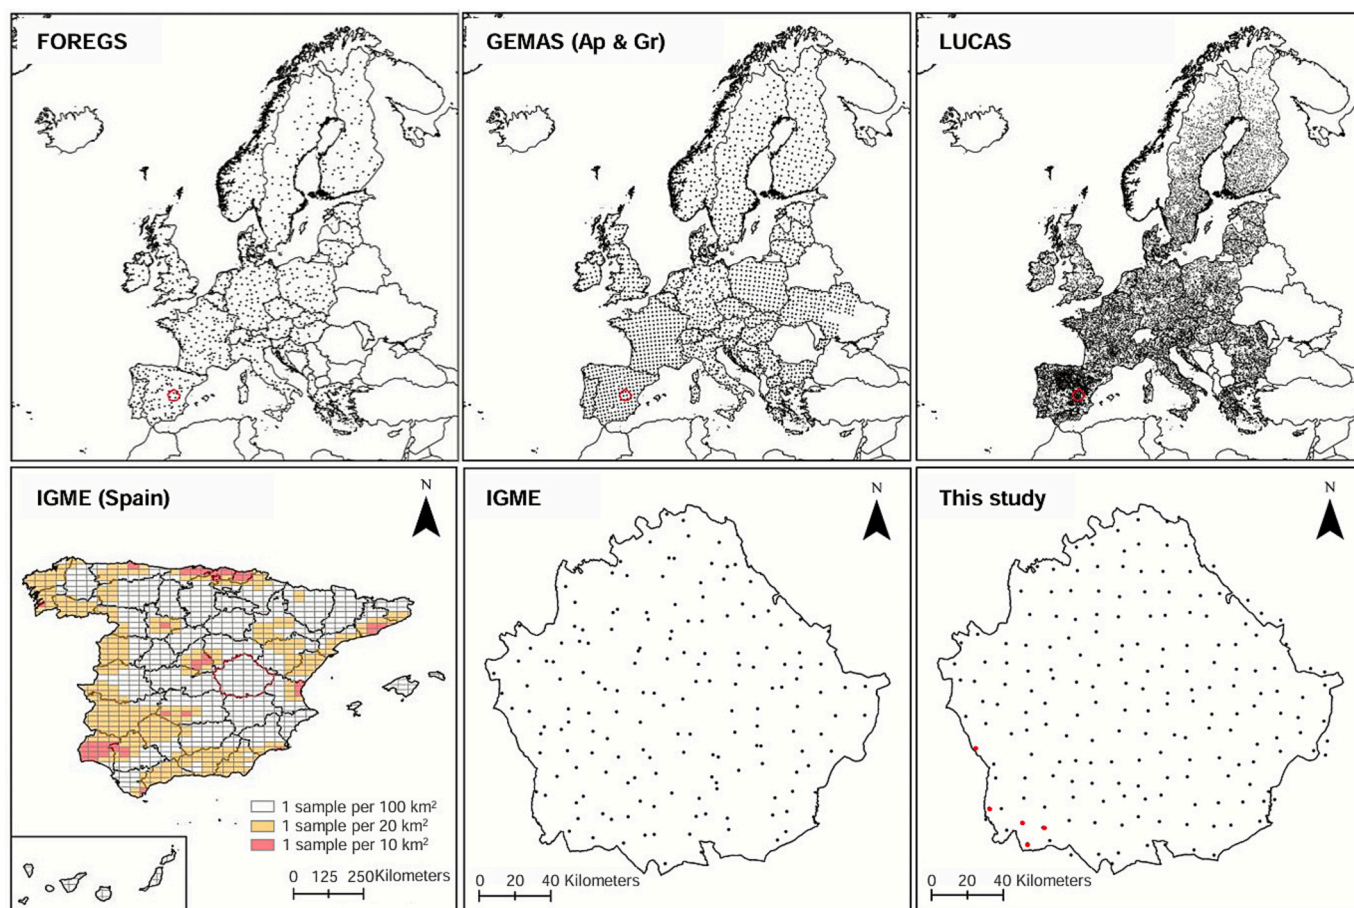 FOREGS
GEMAS (Ap & Gr)
LUCAS
IGME (Spain)
N
1 sample per 100 km²
1 sample per 20 km²
1 sample per 10 km²
0 125 250Kilometers
IGME
N
0 20 40 Kilometers
This study
N
0 20 40 Kilometers